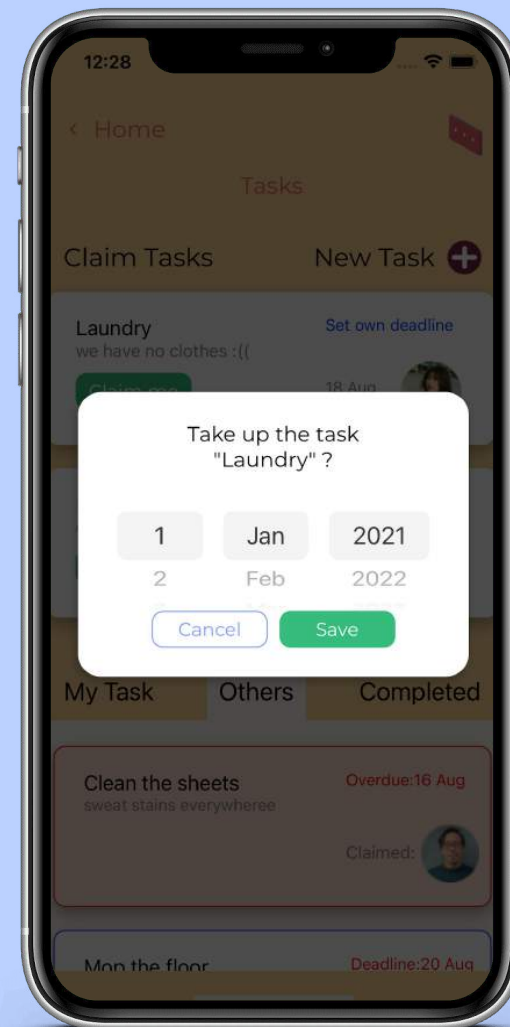 12:28
< Home
Tasks
Claim Tasks
New Task
Laundry
Set own deadline
we have no clothes :((
Claim me
18 Aug
Take up the task
"Laundry" ?
1 Jan 2021
2 Feb 2022
Cancel Save
My Task Others Completed
Clean the sheets
Overdue:16 Aug
sweat stains everywheree
Claimed:
Mop the floor
Deadline:20 Aug